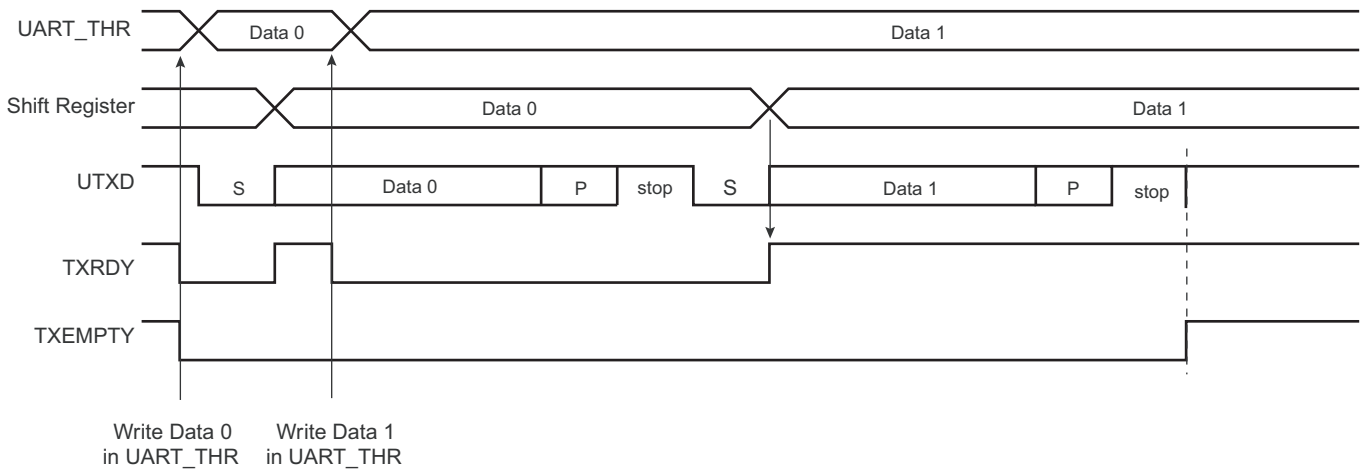 UART_THR
Data 0
Data 1
Shift Register
Data 0
Data 1
UTXD
S
Data 0
P
stop
S
Data 1
P
stop
TXRDY
TXEMPTY
Write Data 0
in UART_THR
Write Data 1
in UART_THR